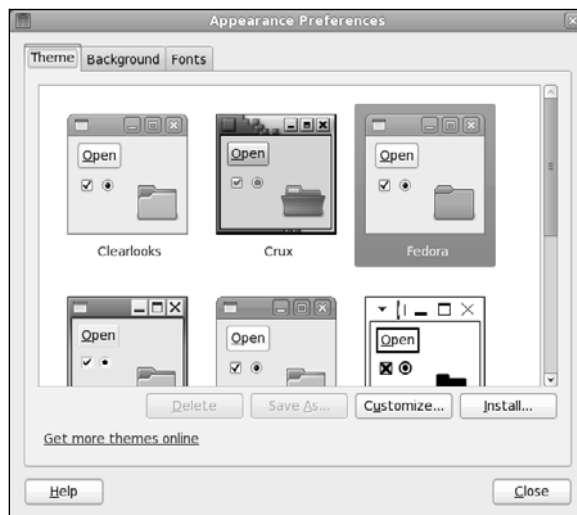 Appearance Preferences
Theme Background Fonts
Open Open Open
Clearlooks Crux Fedora
Open Open Open
Delete Save As... Customize... Install...
Get more themes online
Help Close